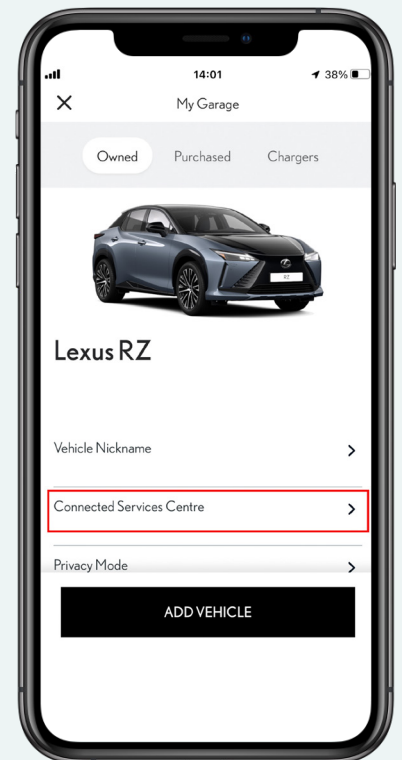 14:01
38%
My Garage
Owned Purchased Chargers
RZ
Lexus RZ
Vehicle Nickname
Connected Services Centre
Privacy Mode
ADD VEHICLE